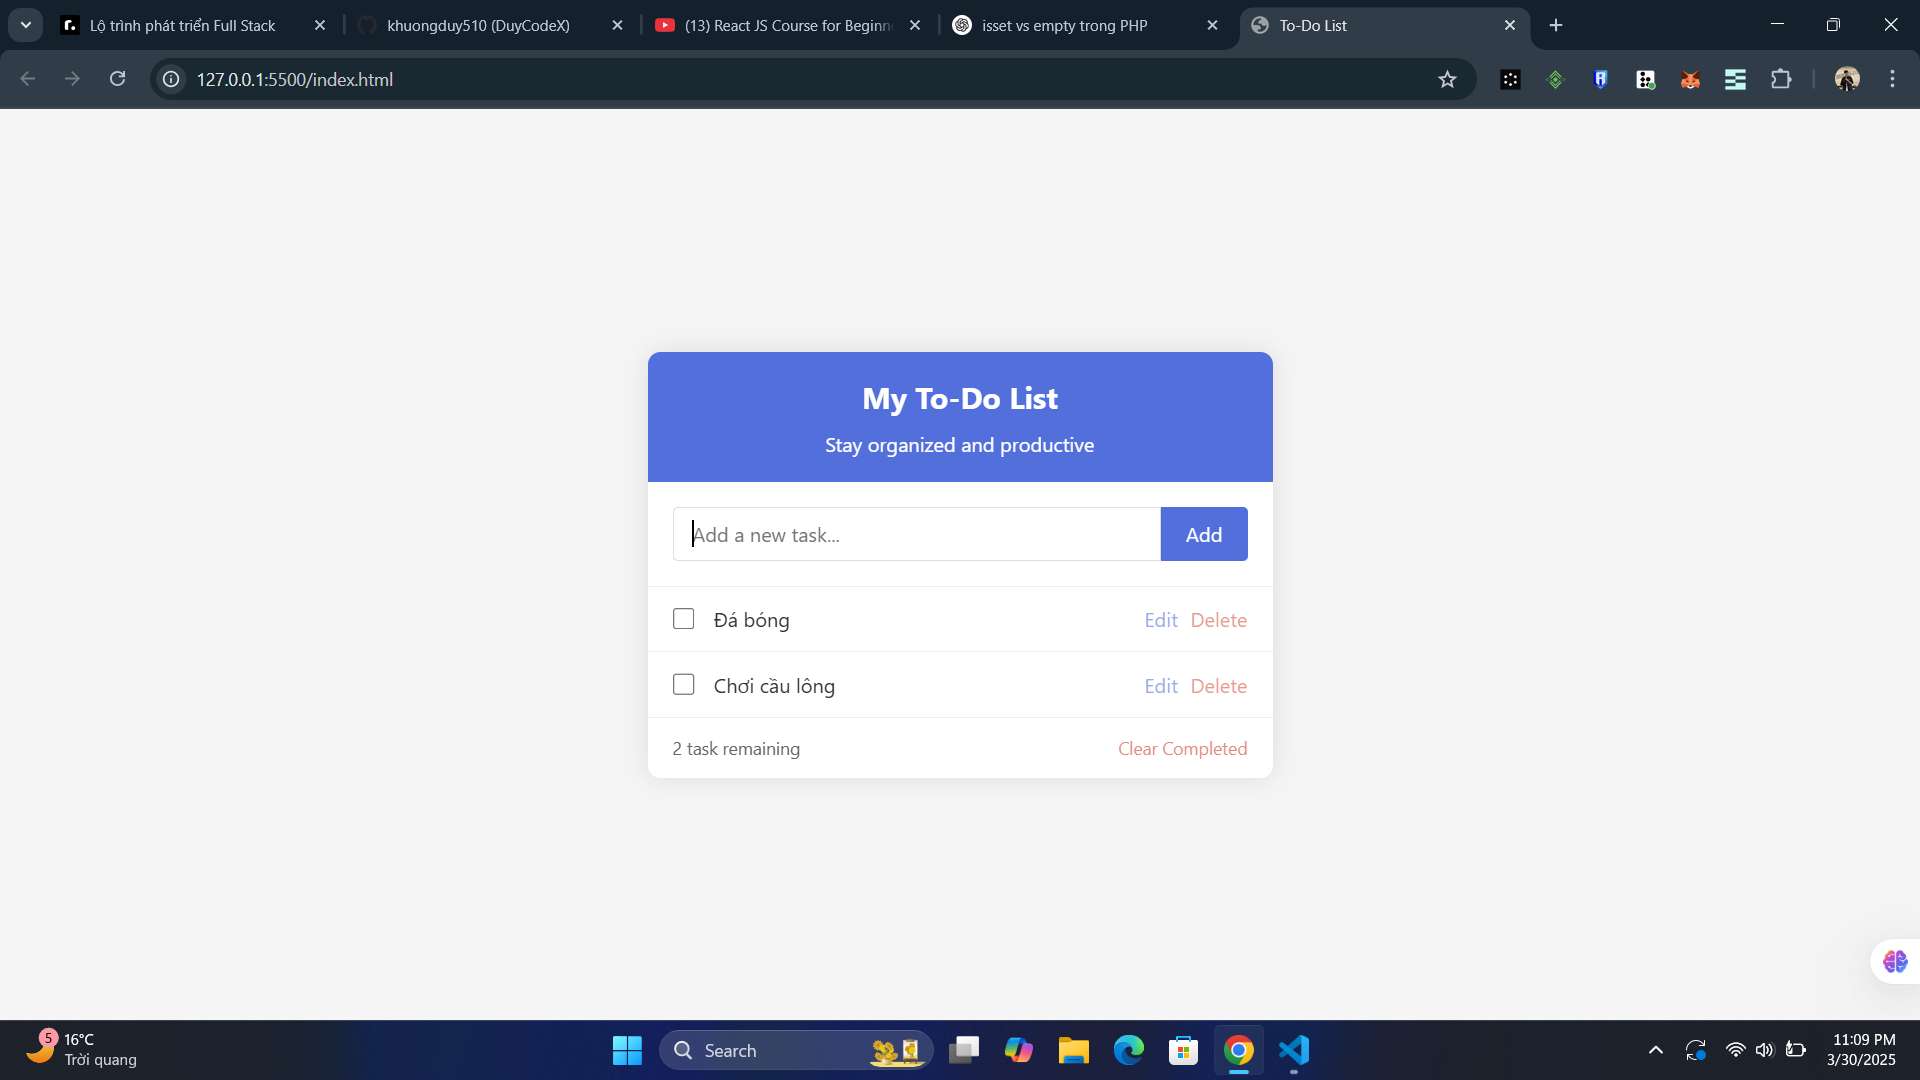 Lộ trình phát triển Full Stack
khuongduy510 (DuyCodeX)
(13) React JS Course for Beginn
isset vs empty trong PHP
To-Do List
127.0.0.1:5500/index.html
My To-Do List
Stay organized and productive
Add a new task...
Add
Đá bóng
Edit Delete
Chơi cầu lông
Edit Delete
2 task remaining
Clear Completed
5
16°C
Trời quang
Search
11:09 PM
3/30/2025